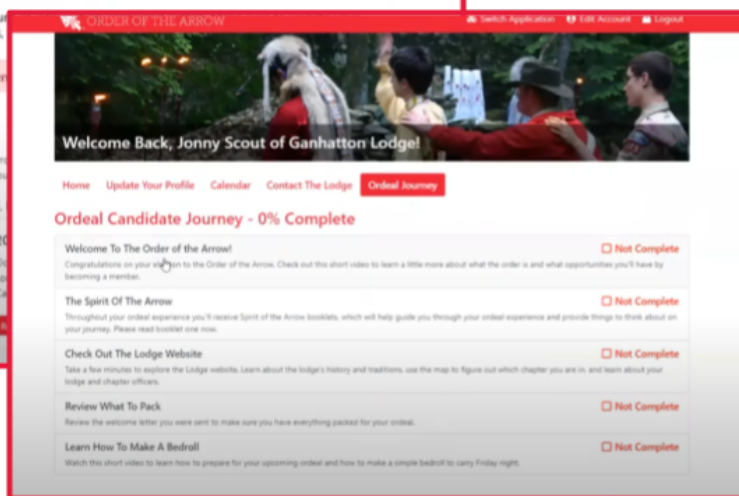 ORDER OF THE ARROW
Switch Application Edit Account Logout
Welcome Back, Jonny Scout of Ganhatton Lodge!
Home Update Your Profile Calendar Contact The Lodge Ordeal Journey
Ordeal Candidate Journey - 0% Complete
Welcome To The Order of the Arrow! Not Complete
Congratulations on your election to the Order of the Arrow. Check out this short video to learn a little more about what the order is and what opportunities you'll have by
becoming a member.
The Spirit Of The Arrow Not Complete
Throughout your ordeal experience you'll receive Spirit of the Arrow booklets, which will help guide you through your ordeal experience and provide things to think about on
your journey. Please read booklet one now.
Check Out The Lodge Website Not Complete
Take a few minutes to explore the Lodge website. Learn about the lodge's history and traditions, use the map to figure out which chapter you are in, and learn about your
lodge and chapter officers.
Review What To Pack Not Complete
Review the welcome letter you were sent to make sure you have everything packed for your ordeal.
Learn How To Make A Bedroll Not Complete
Watch this short video to learn how to prepare for your upcoming ordeal and how to make a simple bedroll to carry Friday night.